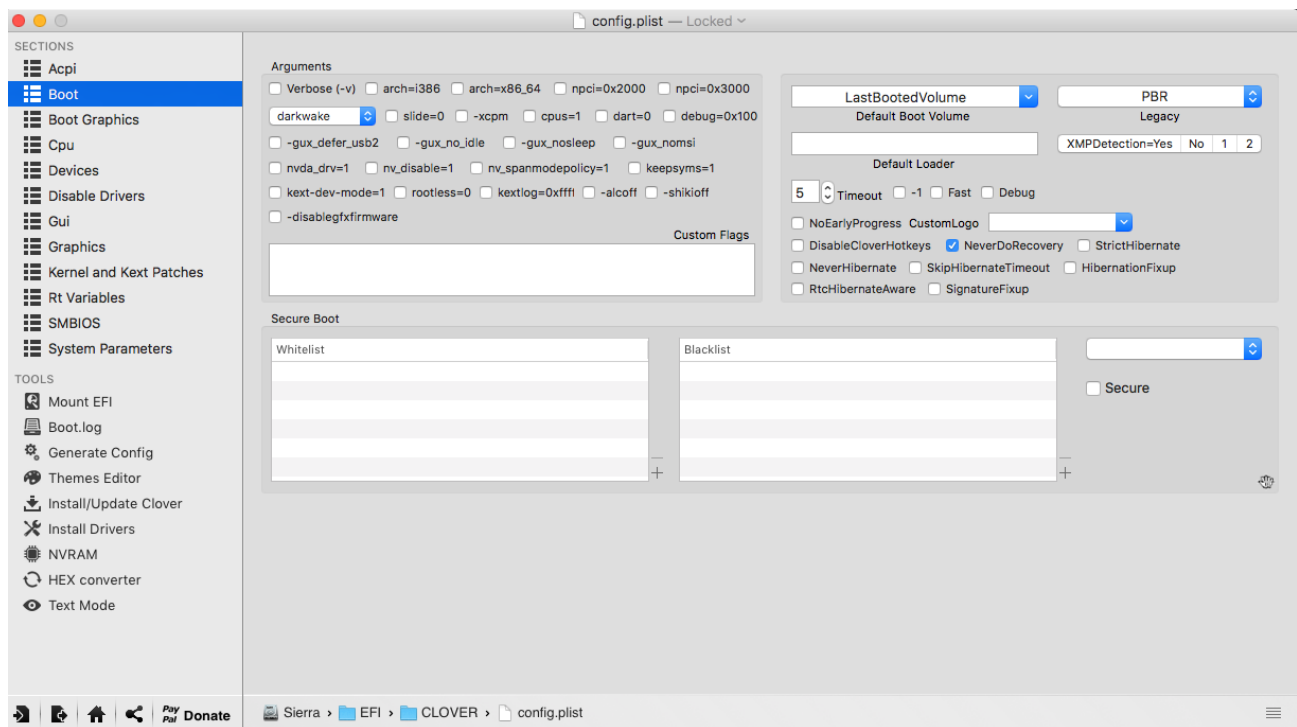 config.plist — Locked
SECTIONS
Acpi
Boot
Boot Graphics
Cpu
Devices
Disable Drivers
Gui
Graphics
Kernel and Kext Patches
Rt Variables
SMBIOS
System Parameters
TOOLS
Mount EFI
Boot.log
Generate Config
Themes Editor
Install/Update Clover
Install Drivers
NVRAM
HEX converter
Text Mode
Pay Pal Donate
Arguments
Verbose (-v) arch=i386 arch=x86_64 npci=0x2000 npci=0x3000
darkwake slide=0 -xcpm cpus=1 dart=0 debug=0x100
-gux_defer_usb2 -gux_no_idle -gux_nosleep -gux_nomsi
nvda_drv=1 nv_disable=1 nv_spanmodepolicy=1 keepsyms=1
kext-dev-mode=1 rootless=0 kextlog=0xffff -alcoff -shikioff
-disablegfxfirmware
Custom Flags
LastBootedVolume PBR
Default Boot Volume Legacy
XMPDetection=Yes No 1 2
Default Loader
5 Timeout -1 Fast Debug
NoEarlyProgress CustomLogo
DisableCloverHotkeys NeverDoRecovery StrictHibernate
NeverHibernate SkipHibernateTimeout HibernationFixup
RtcHibernateAware SignatureFixup
Secure Boot
Whitelist Blacklist
Secure
Sierra › EFI › CLOVER › config.plist